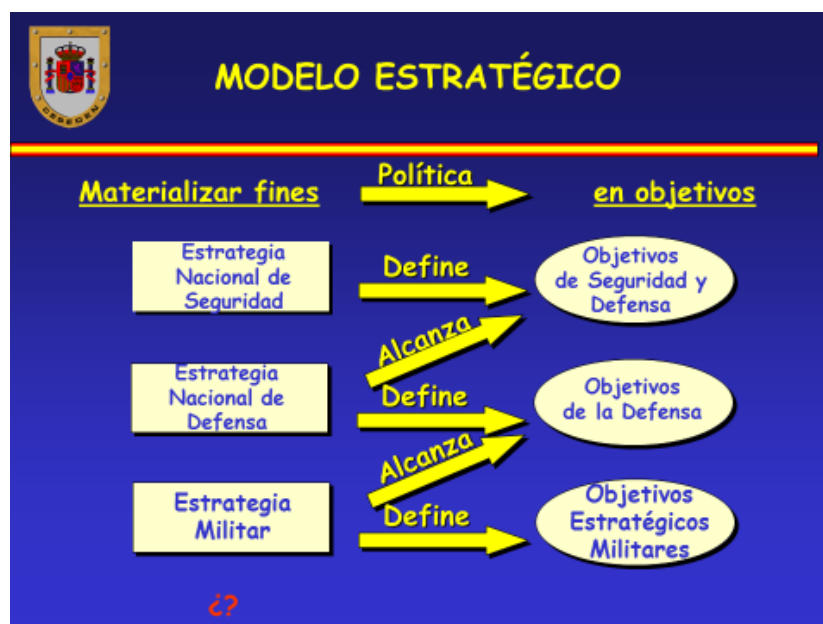 MODELO ESTRATÉGICO
CESEDEN
Materializar fines
Política
en objetivos
Estrategia
Nacional de
Seguridad
Define
Objetivos
de Seguridad y
Defensa
Alcanza
Estrategia
Nacional de
Defensa
Define
Objetivos
de la Defensa
Alcanza
Estrategia
Militar
Define
Objetivos
Estratégicos
Militares
¿?